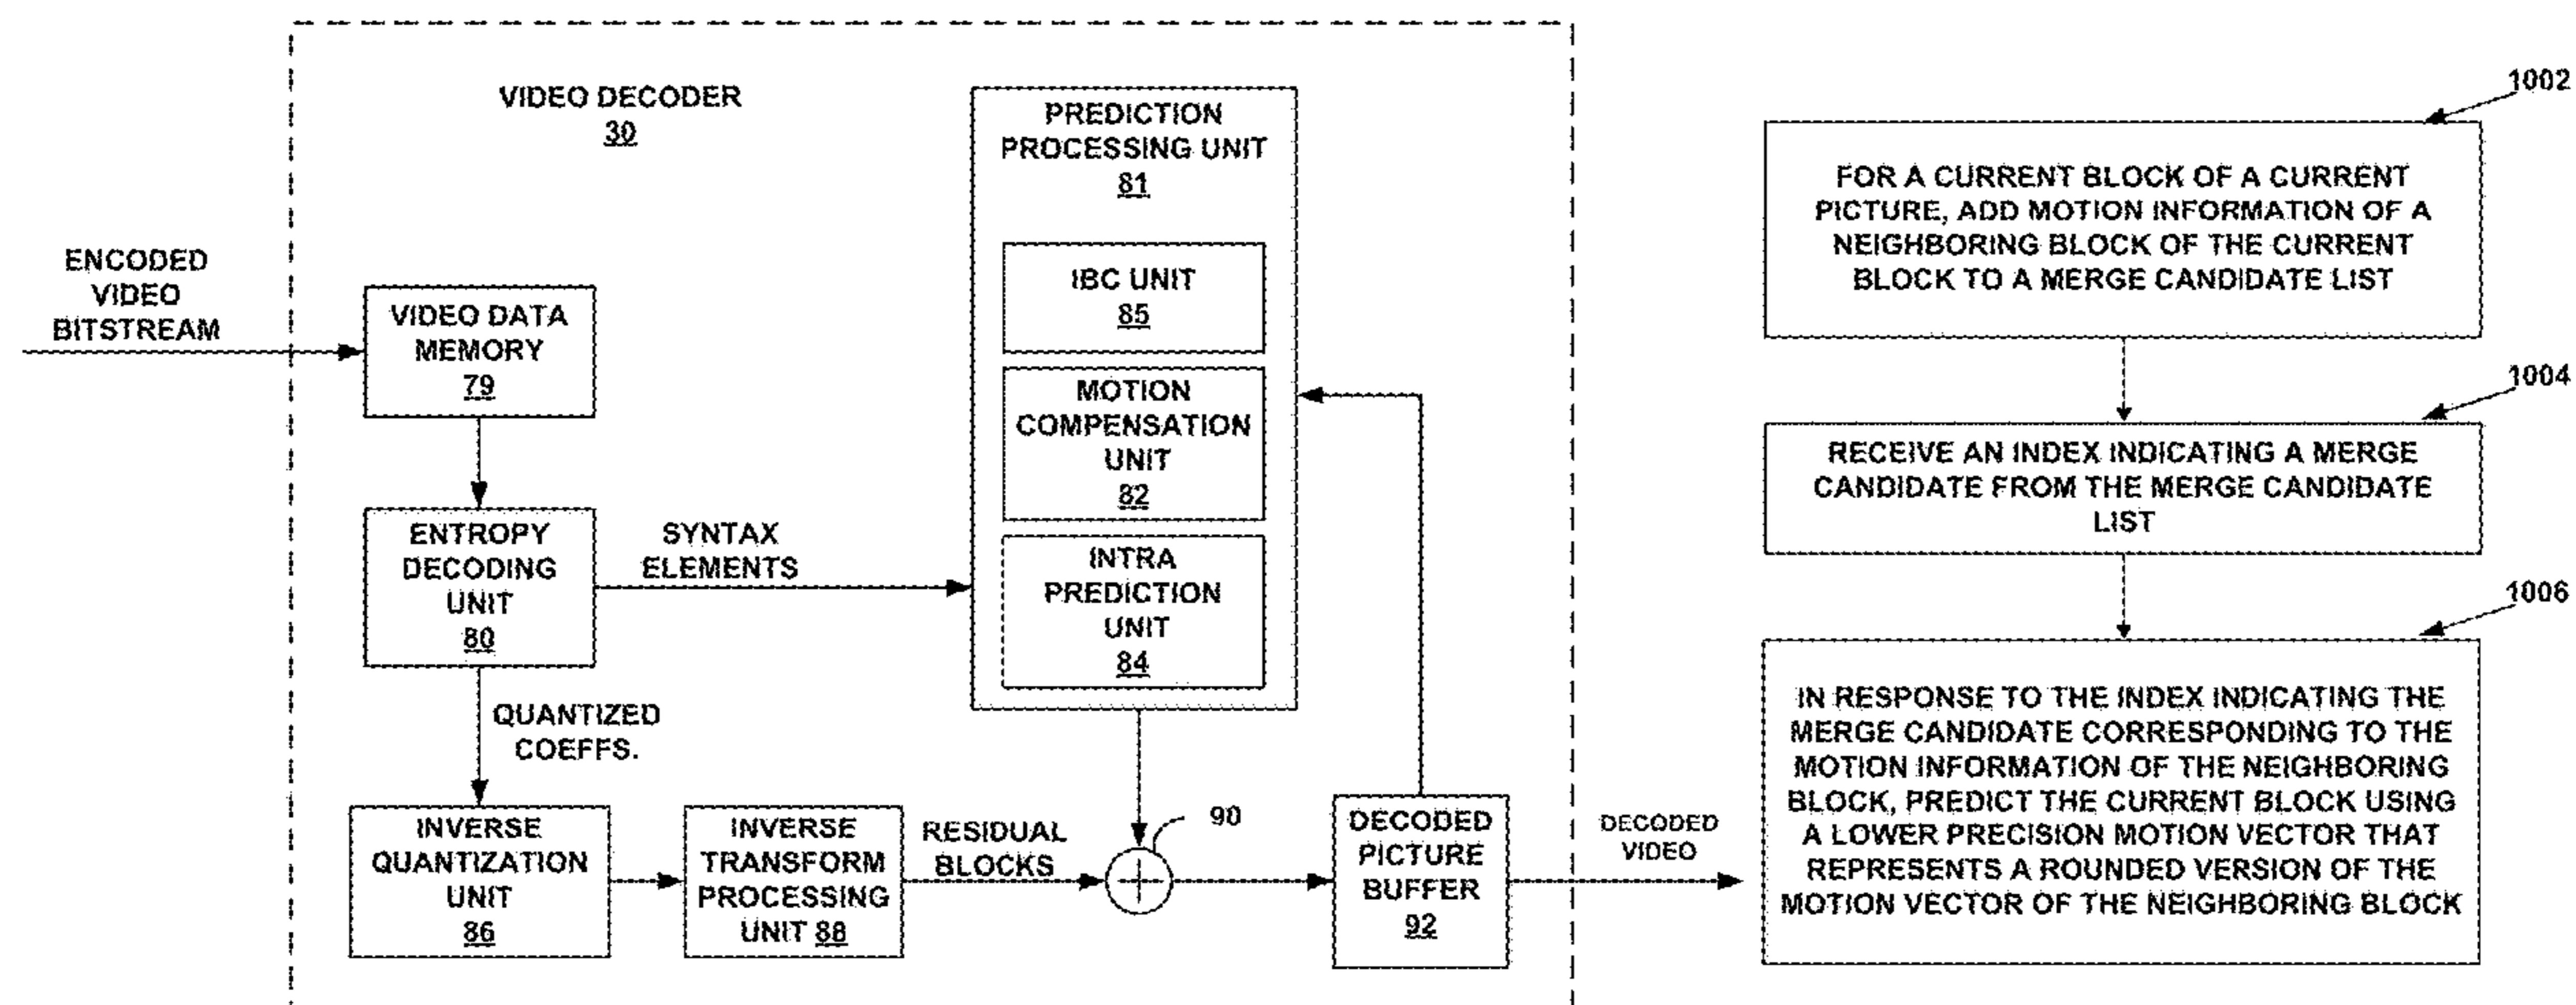 VIDEO DECODER
30
ENCODED
VIDEO
BITSTREAM
VIDEO DATA
MEMORY
79
ENTROPY
DECODING
UNIT
80
SYNTAX
ELEMENTS
QUANTIZED
COEFFS.
INVERSE
QUANTIZATION
UNIT
86
INVERSE
TRANSFORM
PROCESSING
UNIT 88
RESIDUAL
BLOCKS
PREDICTION
PROCESSING UNIT
81
IBC UNIT
85
MOTION
COMPENSATION
UNIT
82
INTRA
PREDICTION
UNIT
84
90
DECODED
PICTURE
BUFFER
92
DECODED
VIDEO
1002
FOR A CURRENT BLOCK OF A CURRENT
PICTURE, ADD MOTION INFORMATION OF A
NEIGHBORING BLOCK OF THE CURRENT
BLOCK TO A MERGE CANDIDATE LIST
1004
RECEIVE AN INDEX INDICATING A MERGE
CANDIDATE FROM THE MERGE CANDIDATE
LIST
1006
IN RESPONSE TO THE INDEX INDICATING THE
MERGE CANDIDATE CORRESPONDING TO THE
MOTION INFORMATION OF THE NEIGHBORING
BLOCK, PREDICT THE CURRENT BLOCK USING
A LOWER PRECISION MOTION VECTOR THAT
REPRESENTS A ROUNDED VERSION OF THE
MOTION VECTOR OF THE NEIGHBORING BLOCK